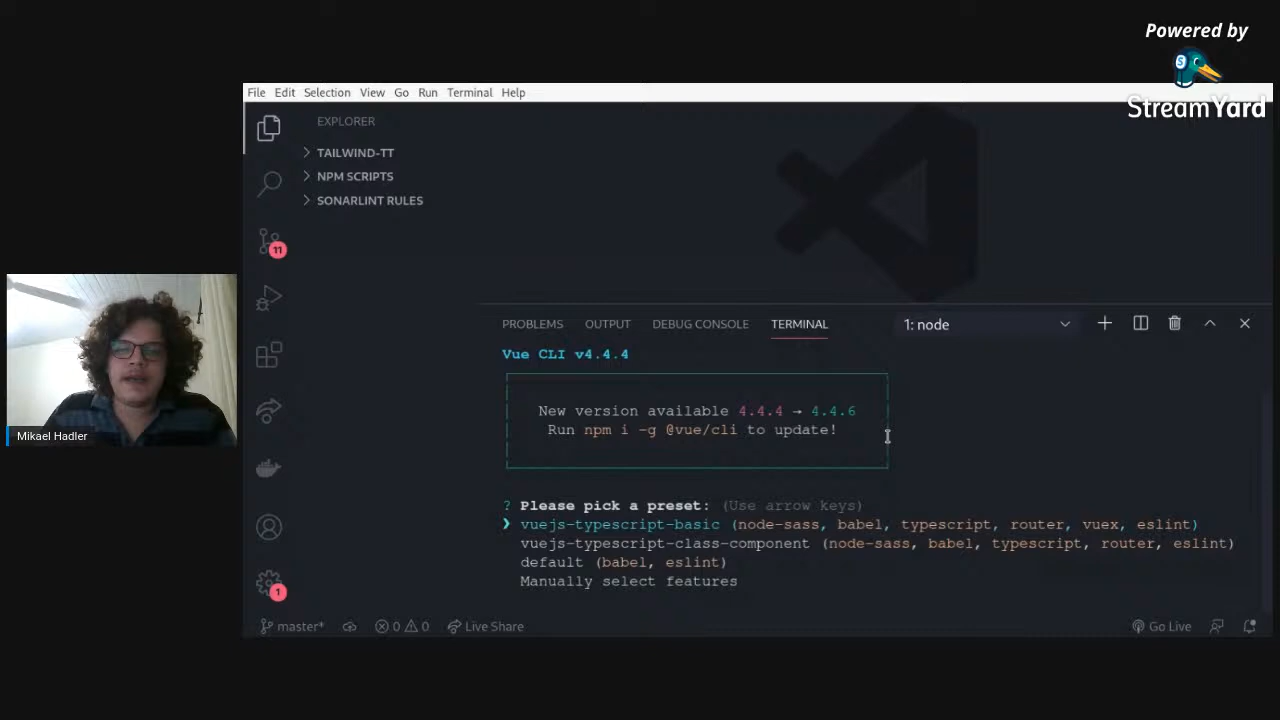 Powered by
StreamYard
File Edit Selection View Go Run Terminal Help
EXPLORER
TAILWIND-TT
NPM SCRIPTS
SONARLINT RULES
11
1
PROBLEMS OUTPUT DEBUG CONSOLE TERMINAL 1: node
Vue CLI v4.4.4
New version available 4.4.4 → 4.4.6
Run npm i -g @vue/cli to update!
? Please pick a preset: (Use arrow keys)
❯ vuejs-typescript-basic (node-sass, babel, typescript, router, vuex, eslint)
vuejs-typescript-class-component (node-sass, babel, typescript, router, eslint)
default (babel, eslint)
Manually select features
master* 0 0 Live Share Go Live
Mikael Hadler